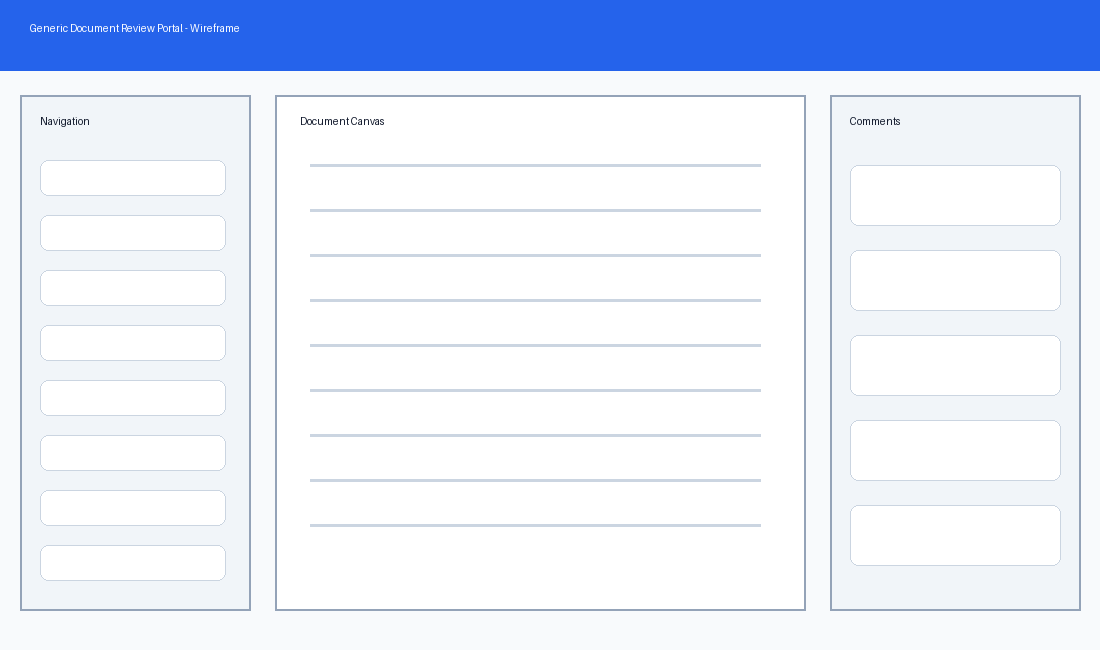 Generic Document Review Portal - Wireframe
Navigation
Document Canvas
Comments